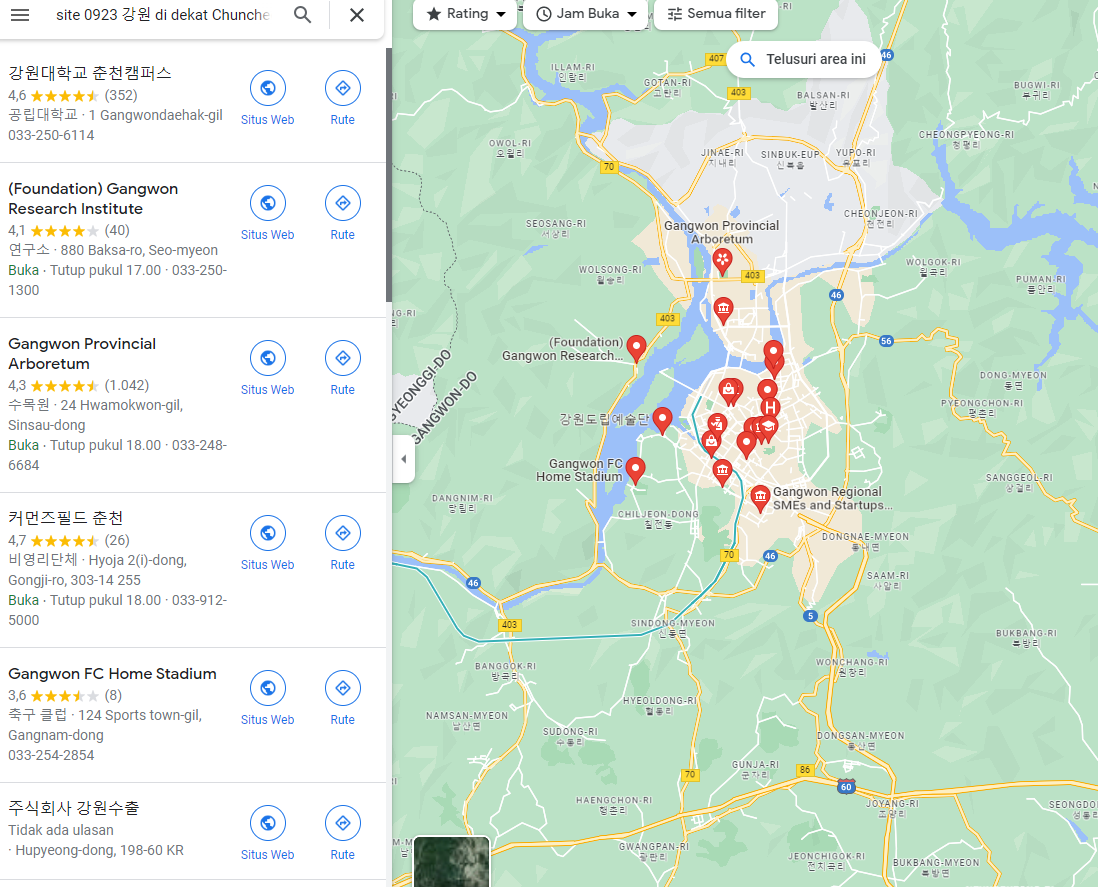 site 0923 강원 di dekat Chunche
Rating
Jam Buka
Semua filter
Telusuri area ini
강원대학교 춘천캠퍼스
4,6 (352)
공립대학교 · 1 Gangwondaehak-gil
033-250-6114
Situs Web
Rute
(Foundation) Gangwon
Research Institute
4,1 (40)
연구소 · 880 Baksa-ro, Seo-myeon
Buka · Tutup pukul 17.00 · 033-250-
1300
Situs Web
Rute
Gangwon Provincial
Arboretum
4,3 (1.042)
수목원 · 24 Hwamokwon-gil,
Sinsau-dong
Buka · Tutup pukul 18.00 · 033-248-
6684
Situs Web
Rute
커먼즈필드 춘천
4,7 (26)
비영리단체 · Hyoja 2(i)-dong,
Gongji-ro, 303-14 255
Buka · Tutup pukul 18.00 · 033-912-
5000
Situs Web
Rute
Gangwon FC Home Stadium
3,6 (8)
축구 클럽 · 124 Sports town-gil,
Gangnam-dong
033-254-2854
Situs Web
Rute
주식회사 강원수출
Tidak ada ulasan
· Hupyeong-dong, 198-60 KR
Situs Web
Rute
407
46
ILLAM-RI
인람리
GOTAN-RI
고탄리
403
BALSAN-RI
발산리
BUGWI-RI
부귀리
CHEONGPYEONG-RI
청평리
OWOL-RI
오월리
70
JINAE-RI
지내리
SINBUK-EUP
신북읍
YUPO-RI
유포리
SEOSANG-RI
서상리
Gangwon Provincial
Arboretum
CHEONJEON-RI
천전리
WOLSONG-RI
월송리
403
WOLGOK-RI
월곡리
PUMAN-RI
품안리
46
403
56
(Foundation)
Gangwon Research...
GYEONGGI-DO
GANGWON-DO
DONG-MYEON
동면
PYEONGCHON-RI
평촌리
강원도립예술단
H
Gangwon FC
Home Stadium
SANGGEOL-RI
상걸리
DANGNIM-RI
당림리
Gangwon Regional
SMEs and Startups...
CHILJEON-DONG
칠전동
DONGNAE-MYEON
동내면
70
46
SAAM-RI
사암리
46
5
403
SINDONG-MYEON
신동면
BUKBANG-RI
북방리
BANGGOK-RI
방곡리
WONCHANG-RI
원창리
HYEOLDONG-RI
혈동리
NAMSAN-MYEON
남산면
SUDONG-RI
수동리
DONGSAN-MYEON
동산면
GUNJA-RI
군자리
70
86
60
HAENGCHON-RI
행촌리
JOYANG-RI
조양리
SEONGDO
GWANGPAN-RI
광판리
JEONCHIGOK-RI
전치곡리
BUKBANG-MYEON
북방면